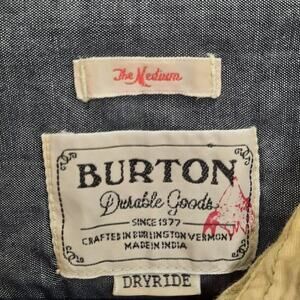 The Medium
BURTON
Durable Goods
SINCE 1977
CRAFTED IN BURLINGTON VERMONT
MADE IN INDIA
DRYRIDE